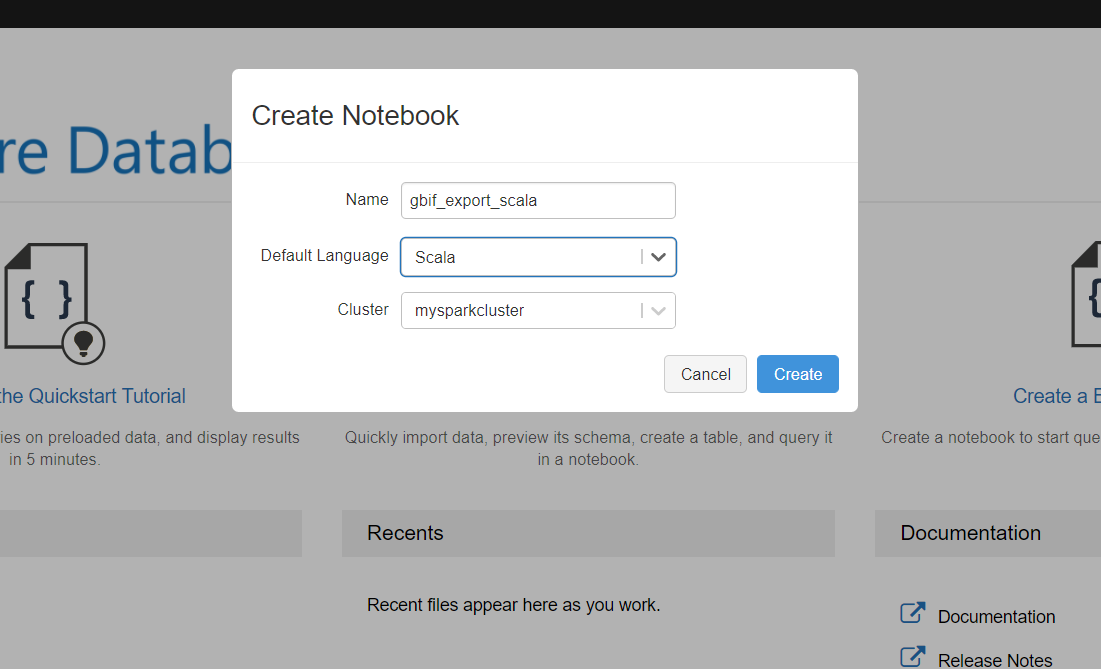 re Datab
Create Notebook
Name
gbif_export_scala
Default Language
Scala
Cluster
mysparkcluster
Cancel
Create
{ }
the Quickstart Tutorial
ies on preloaded data, and display results
in 5 minutes.
Quickly import data, preview its schema, create a table, and query it
in a notebook.
Create a B
Create a notebook to start que
Recents
Recent files appear here as you work.
Documentation
Documentation
Release Notes